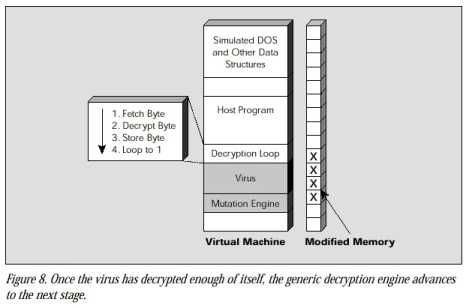 Simulated DOS
and Other Data
Structures
Host Program
1. Fetch Byte
2. Decrypt Byte
3. Store Byte
4. Loop to 1
Decryption Loop
Virus
Mutation Engine
X
X
X
X
Virtual Machine
Modified Memory
Figure 8. Once the virus has decrypted enough of itself, the generic decryption engine advances
to the next stage.